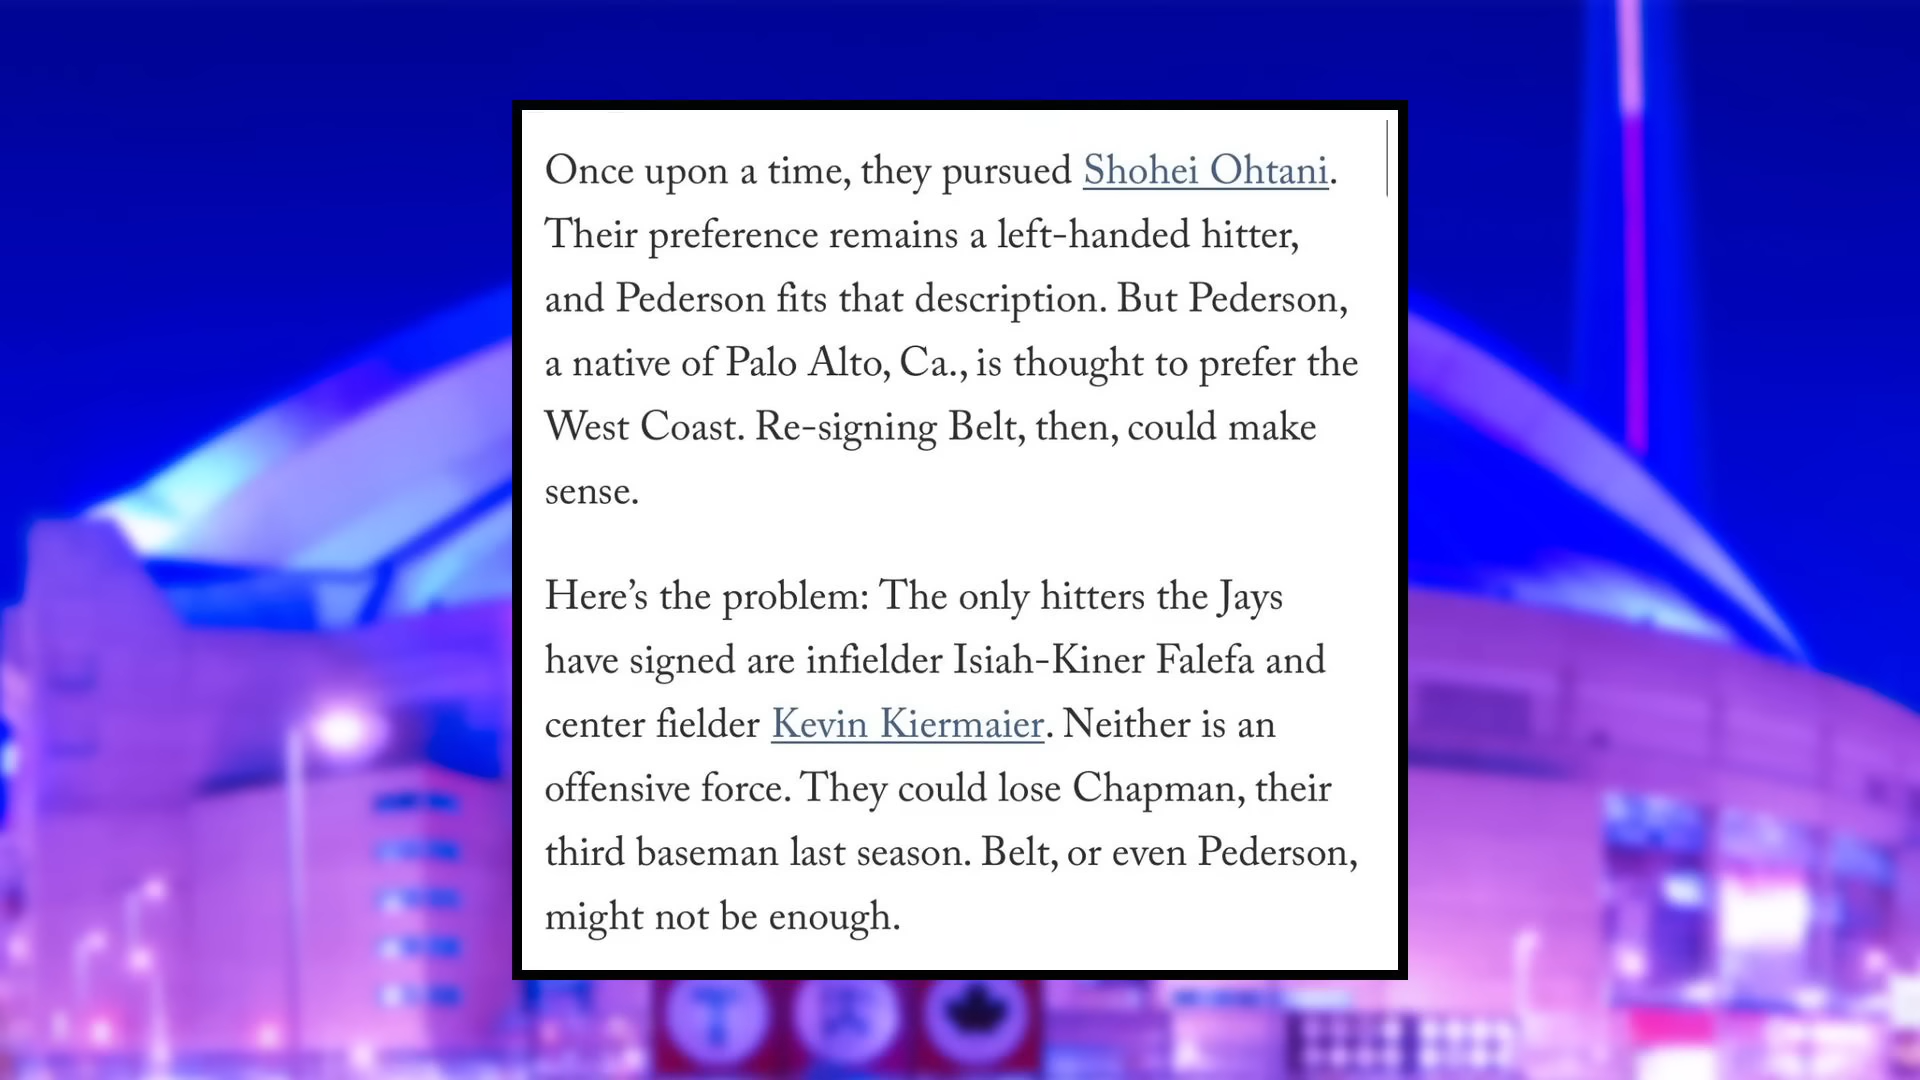 Once upon a time, they pursued Shohei Ohtani.
Their preference remains a left-handed hitter,
and Pederson fits that description. But Pederson,
a native of Palo Alto, Ca., is thought to prefer the
West Coast. Re-signing Belt, then, could make
sense.
Here’s the problem: The only hitters the Jays
have signed are infielder Isiah-Kiner Falefa and
center fielder Kevin Kiermaier. Neither is an
offensive force. They could lose Chapman, their
third baseman last season. Belt, or even Pederson,
might not be enough.